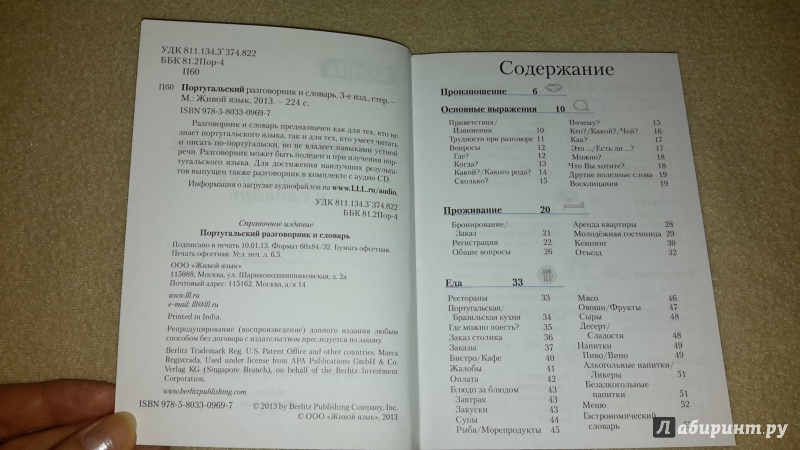 УДК 811.134.3ʼ374.822
ББК 81.2Пор-4
П60
П60 Португальский разговорник и словарь. 3-е изд., стер. –
М.: Живой язык, 2013. – 224 с.
ISBN 978-5-8033-0969-7
Разговорник и словарь предназначен как для тех, кто не
знает португальского языка, так и для тех, кто умеет читать
и писать по-португальски, но не владеет навыками устной
речи. Разговорник может быть полезен и при изучении пор-
тугальского языка. Для достижения наилучших результа-
тов выпущен также разговорник в комплекте с аудио CD.
Информация о загрузке аудиофайлов на www.LLL.ru/audio.
УДК 811.134.3ʼ374.822
ББК 81.2Пор-4
Справочное издание
Португальский разговорник и словарь
Подписано в печать 10.01.13. Формат 60х84/32. Бумага офсетная.
Печать офсетная. Усл. печ. л. 6,5.
ООО «Живой язык»
115088, Москва, ул. Шарикоподшипниковская, д. 2а
Почтовый адрес: 115162, Москва, а/я 14
www.lll.ru
e-mail: lll@lll.ru
Printed in India.
Репродуцирование (воспроизведение) данного издания любым
способом без договора с издательством преследуется по закону.
Berlitz Trademark Reg. U.S. Patent Office and other countries. Marca
Registrada. Used under license from APA Publications GmbH & Co.
Verlag KG (Singapore Branch), on behalf of the Berlitz Investment
Corporation.
www.berlitzpublishing.com
ISBN 978-5-8033-0969-7
© 2013 by Berlitz Publishing Company, Inc.
© ООО «Живой язык», 2013
Содержание
Произношение 6
Основные выражения 10
Приветствия/
Извинения 10
Трудности при разговоре 11
Вопросы 12
Где? 12
Когда? 13
Какой?/Какого рода? 14
Сколько? 15
Почему? 15
Кто?/Какой?/Чей? 16
Как? 17
Это .../Есть ли ...? 17
Можно? 18
Что Вы хотите? 18
Другие полезные слова 19
Восклицания 19
Проживание 20
Бронирование/
Заказ 21
Регистрация 22
Общие вопросы 26
Аренда квартиры 28
Молодёжная гостиница 29
Кемпинг 30
Отъезд 32
Еда 33
Рестораны 33
Португальская/
Бразильская кухня 34
Где можно поесть? 35
Заказ столика 36
Заказы 37
Бистро/Кафе 40
Жалобы 41
Оплата 42
Блюдо за блюдом 43
Завтрак 43
Закуски 43
Супы 44
Рыба/Морепродукты 45
Мясо 46
Овощи/Фрукты 47
Сыры 48
Десерт/
Сладости 48
Напитки 49
Пиво/Вино 49
Алкогольные напитки/
Ликеры 51
Безалкогольные
напитки 51
Меню 52
Гастрономический
словарь
Лабиринт.ру